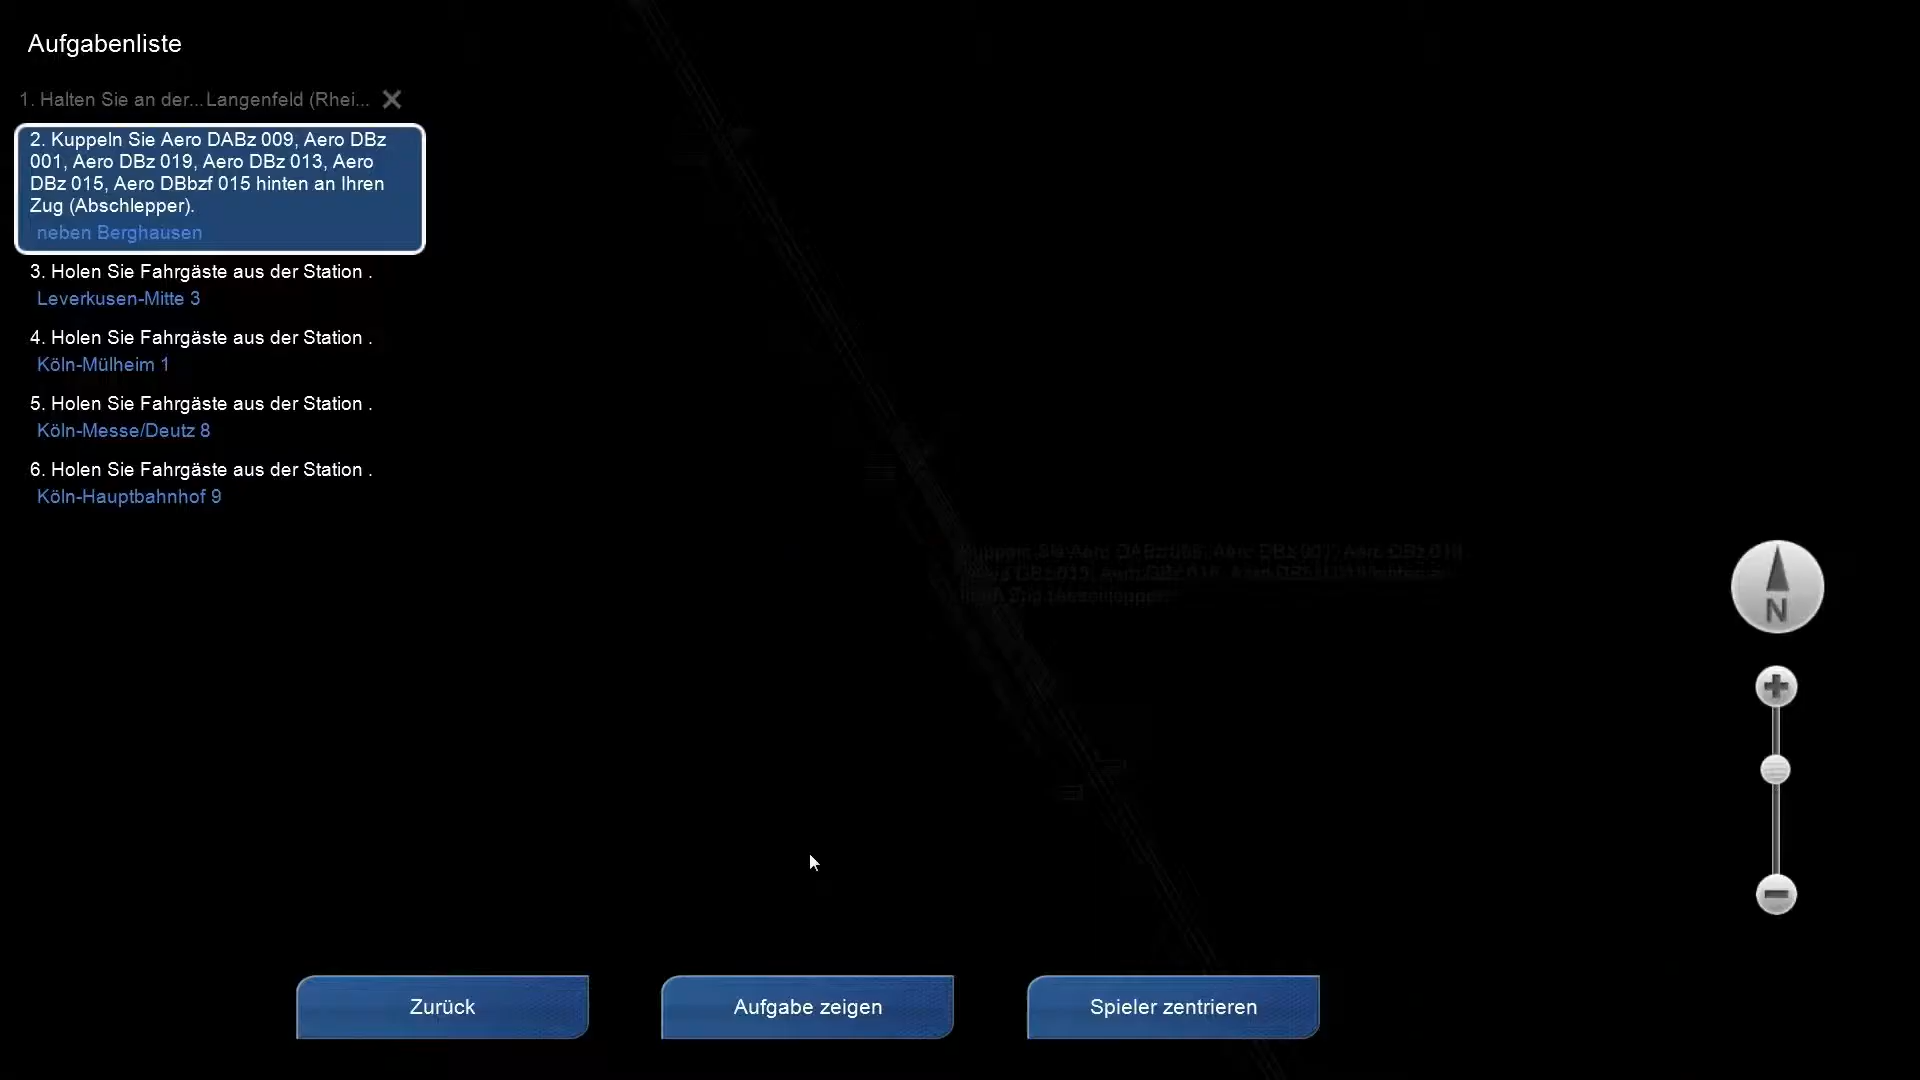 Aufgabenliste
1. Halten Sie an der... Langenfeld (Rhei...
2. Kuppeln Sie Aero DABz 009, Aero DBz
001, Aero DBz 019, Aero DBz 013, Aero
DBz 015, Aero DBbzf 015 hinten an Ihren
Zug (Abschlepper).
neben Berghausen
3. Holen Sie Fahrgäste aus der Station .
Leverkusen-Mitte 3
4. Holen Sie Fahrgäste aus der Station .
Köln-Mülheim 1
5. Holen Sie Fahrgäste aus der Station .
Köln-Messe/Deutz 8
6. Holen Sie Fahrgäste aus der Station .
Köln-Hauptbahnhof 9
N
Zurück
Aufgabe zeigen
Spieler zentrieren